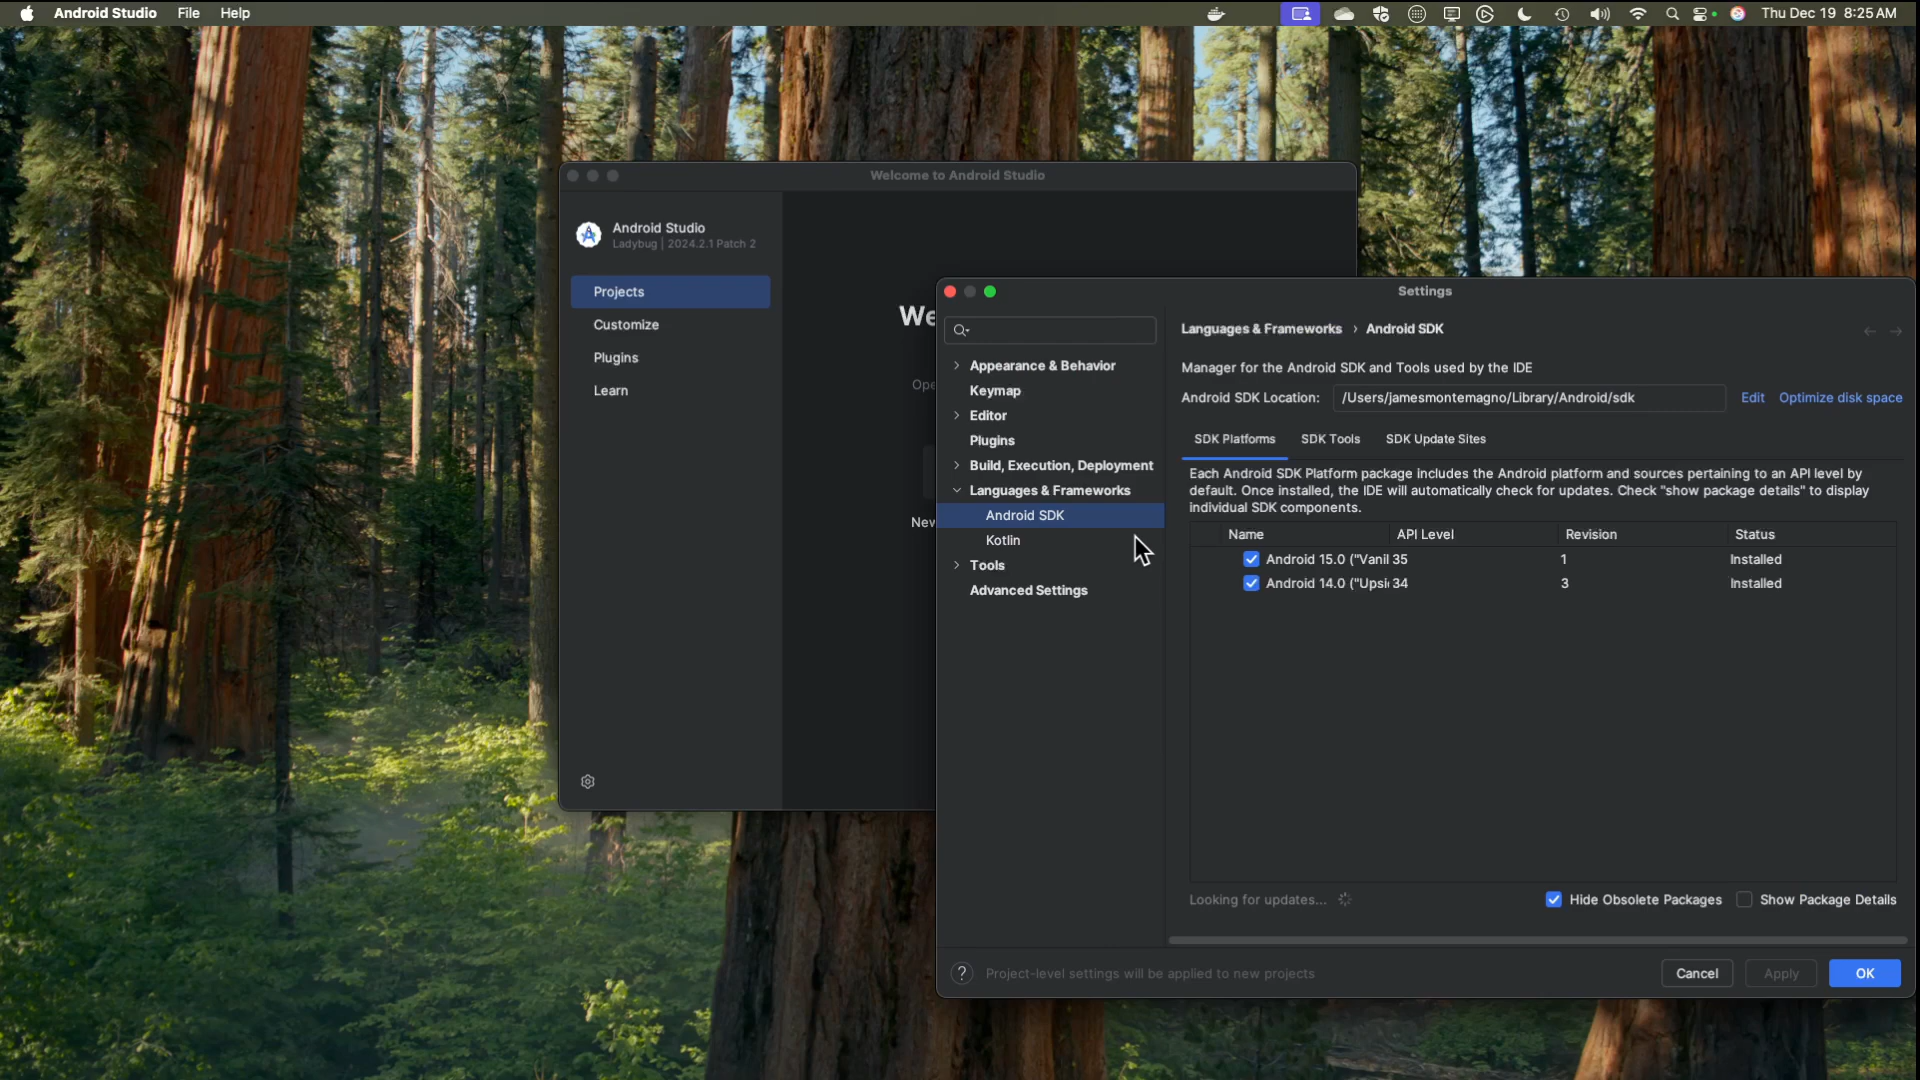 Android Studio File Help Thu Dec 19 8:25 AM
Welcome to Android Studio
Android Studio
Ladybug | 2024.2.1 Patch 2
Projects
Customize
Plugins
Learn
We
Ope
New
Settings
Appearance & Behavior
Keymap
Editor
Plugins
Build, Execution, Deployment
Languages & Frameworks
Android SDK
Kotlin
Tools
Advanced Settings
Languages & Frameworks › Android SDK
Manager for the Android SDK and Tools used by the IDE
Android SDK Location: /Users/jamesmontemagno/Library/Android/sdk Edit Optimize disk space
SDK Platforms SDK Tools SDK Update Sites
Each Android SDK Platform package includes the Android platform and sources pertaining to an API level by
default. Once installed, the IDE will automatically check for updates. Check "show package details" to display
individual SDK components.
Name API Level Revision Status
Android 15.0 ("Vanil 35 1 Installed
Android 14.0 ("Upsi 34 3 Installed
Looking for updates... Hide Obsolete Packages Show Package Details
? Project-level settings will be applied to new projects Cancel Apply OK